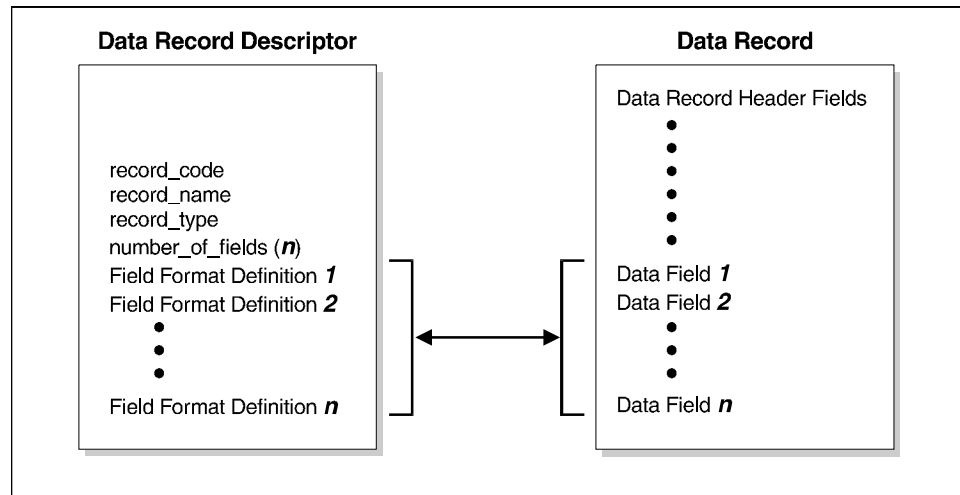 Data Record Descriptor
record_code
record_name
record_type
number_of_fields (n)
Field Format Definition 1
Field Format Definition 2
Field Format Definition n
Data Record
Data Record Header Fields
Data Field 1
Data Field 2
Data Field n